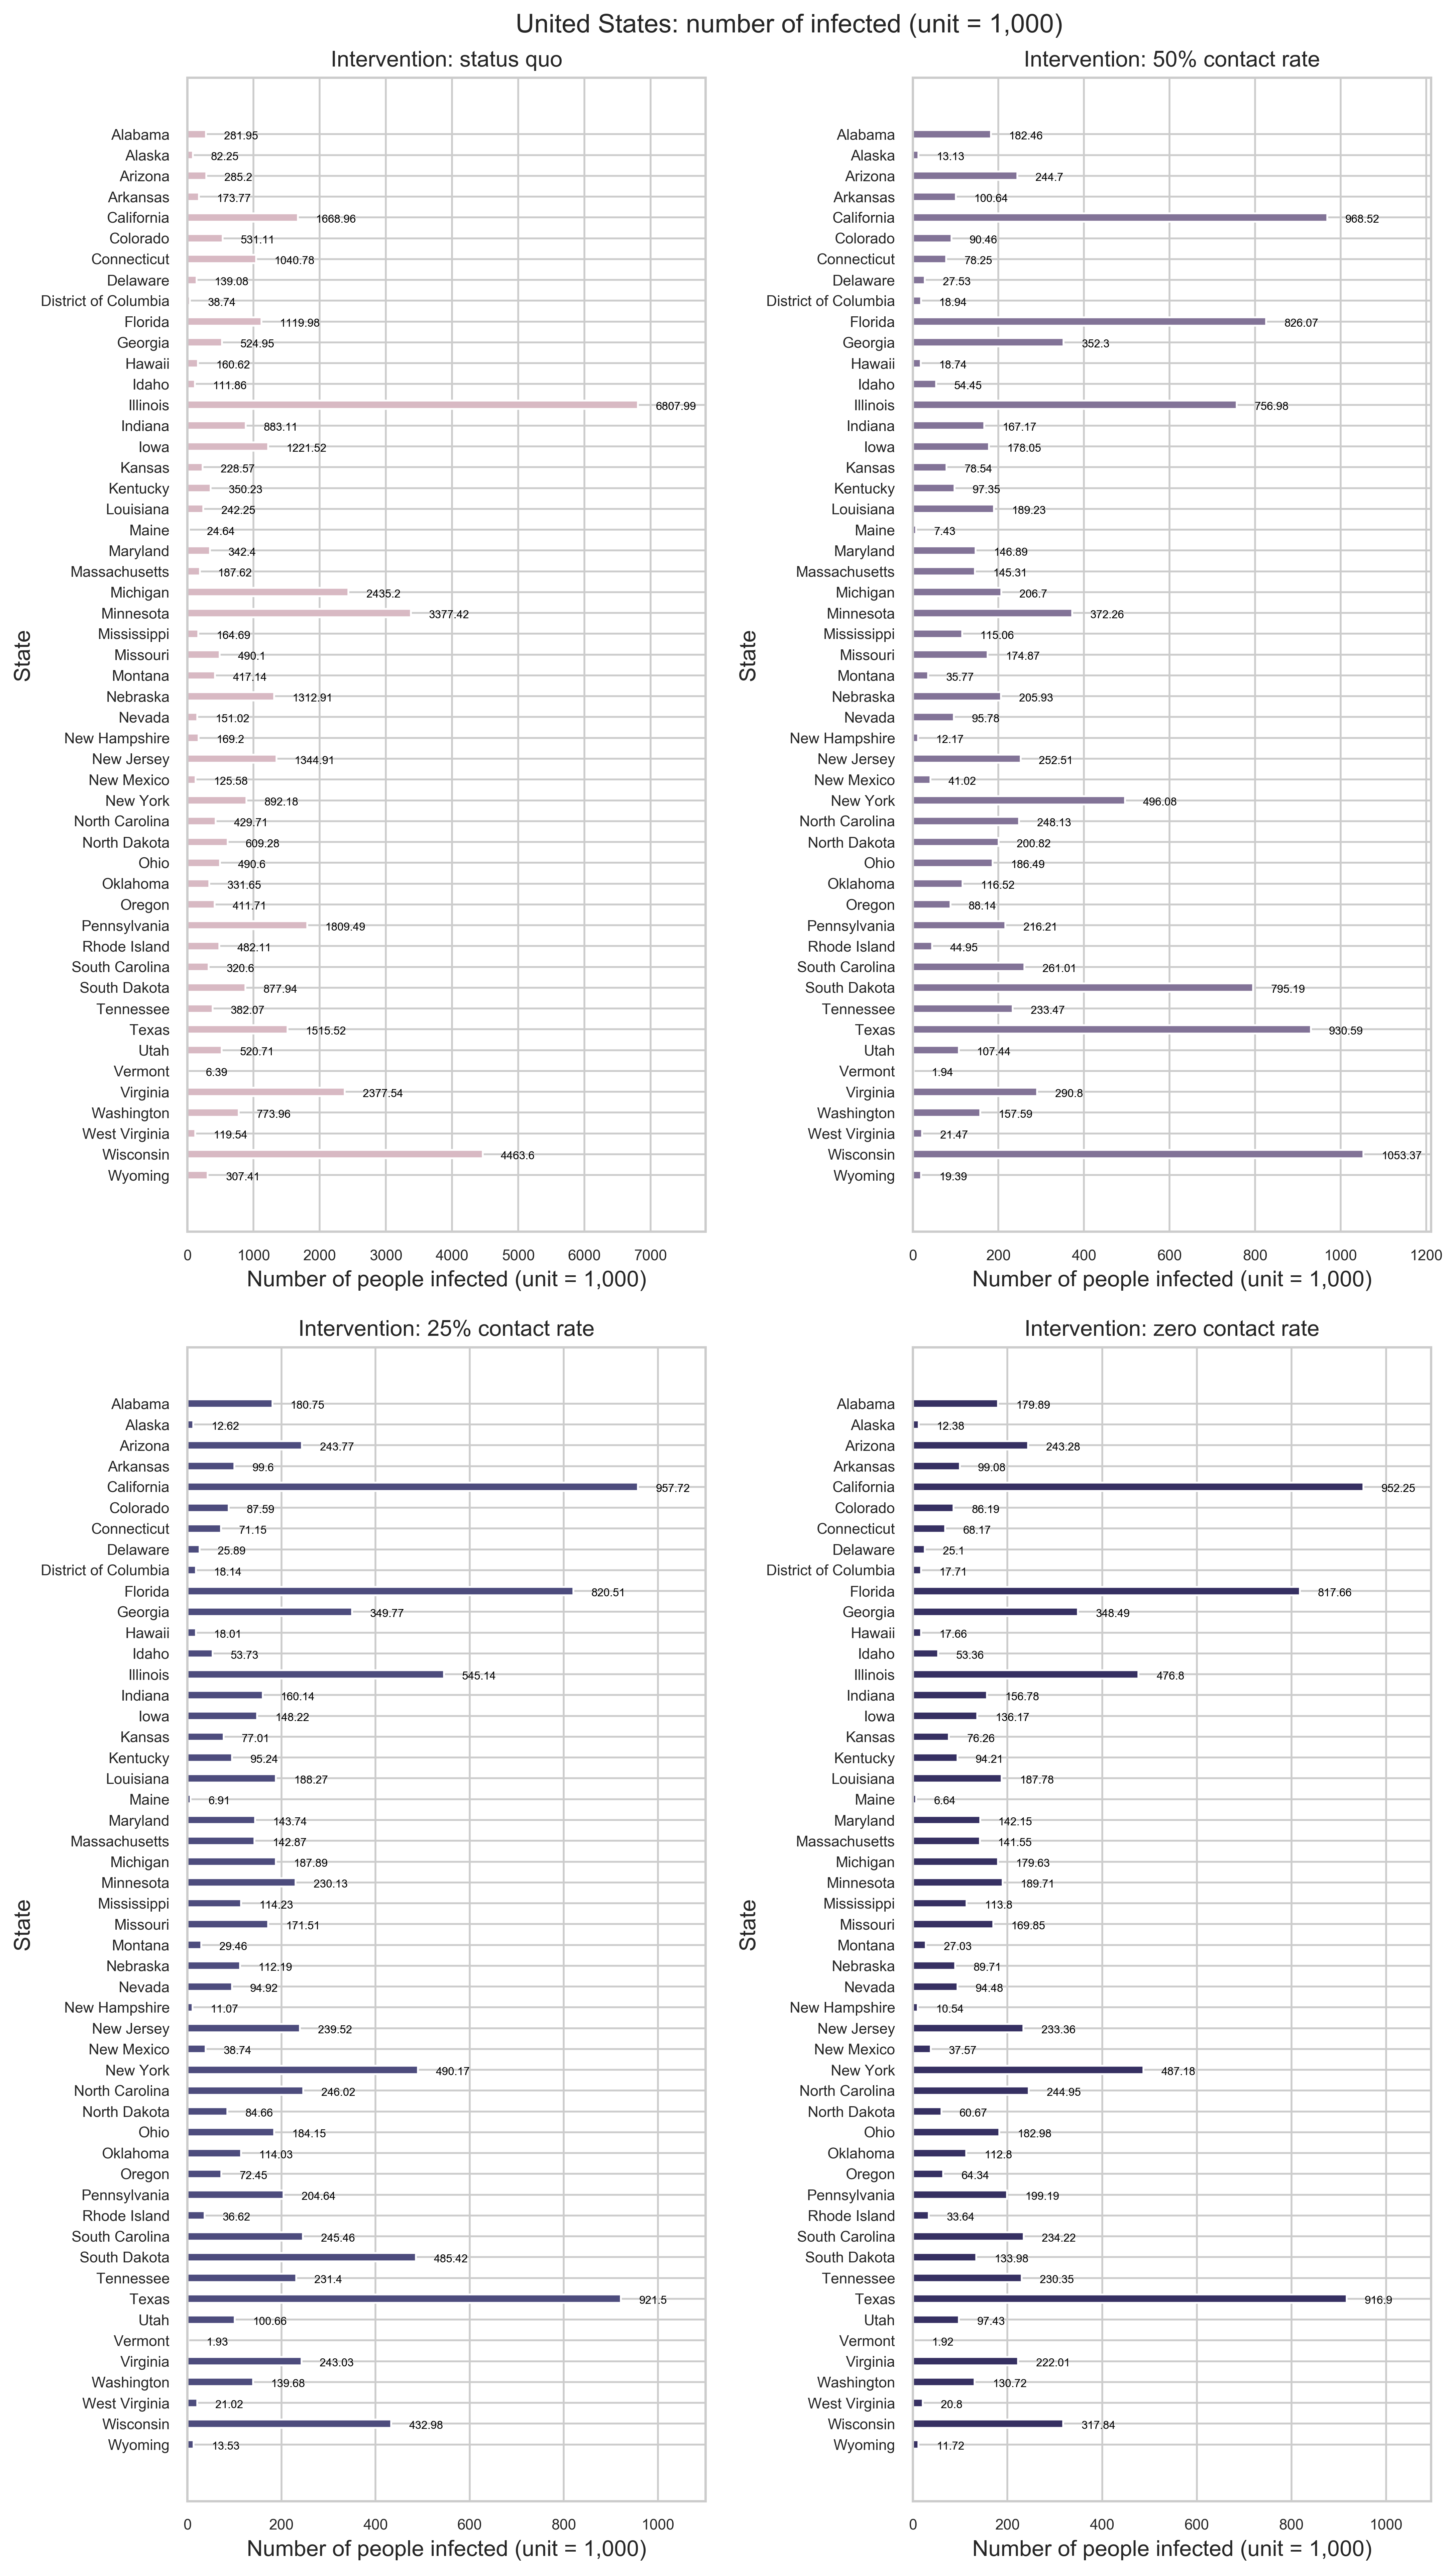 United States: number of infected (unit = 1,000)
Intervention: status quo
State
Alabama 281.95
Alaska 82.25
Arizona 285.2
Arkansas 173.77
California 1668.96
Colorado 531.11
Connecticut 1040.78
Delaware 139.08
District of Columbia 38.74
Florida 1119.98
Georgia 524.95
Hawaii 160.62
Idaho 111.86
Illinois 6807.99
Indiana 883.11
Iowa 1221.52
Kansas 228.57
Kentucky 350.23
Louisiana 242.25
Maine 24.64
Maryland 342.4
Massachusetts 187.62
Michigan 2435.2
Minnesota 3377.42
Mississippi 164.69
Missouri 490.1
Montana 417.14
Nebraska 1312.91
Nevada 151.02
New Hampshire 169.2
New Jersey 1344.91
New Mexico 125.58
New York 892.18
North Carolina 429.71
North Dakota 609.28
Ohio 490.6
Oklahoma 331.65
Oregon 411.71
Pennsylvania 1809.49
Rhode Island 482.11
South Carolina 320.6
South Dakota 877.94
Tennessee 382.07
Texas 1515.52
Utah 520.71
Vermont 6.39
Virginia 2377.54
Washington 773.96
West Virginia 119.54
Wisconsin 4463.6
Wyoming 307.41
0 1000 2000 3000 4000 5000 6000 7000
Number of people infected (unit = 1,000)
Intervention: 50% contact rate
State
Alabama 182.46
Alaska 13.13
Arizona 244.7
Arkansas 100.64
California 968.52
Colorado 90.46
Connecticut 78.25
Delaware 27.53
District of Columbia 18.94
Florida 826.07
Georgia 352.3
Hawaii 18.74
Idaho 54.45
Illinois 756.98
Indiana 167.17
Iowa 178.05
Kansas 78.54
Kentucky 97.35
Louisiana 189.23
Maine 7.43
Maryland 146.89
Massachusetts 145.31
Michigan 206.7
Minnesota 372.26
Mississippi 115.06
Missouri 174.87
Montana 35.77
Nebraska 205.93
Nevada 95.78
New Hampshire 12.17
New Jersey 252.51
New Mexico 41.02
New York 496.08
North Carolina 248.13
North Dakota 200.82
Ohio 186.49
Oklahoma 116.52
Oregon 88.14
Pennsylvania 216.21
Rhode Island 44.95
South Carolina 261.01
South Dakota 795.19
Tennessee 233.47
Texas 930.59
Utah 107.44
Vermont 1.94
Virginia 290.8
Washington 157.59
West Virginia 21.47
Wisconsin 1053.37
Wyoming 19.39
0 200 400 600 800 1000 1200
Number of people infected (unit = 1,000)
Intervention: 25% contact rate
State
Alabama 180.75
Alaska 12.62
Arizona 243.77
Arkansas 99.6
California 957.72
Colorado 87.59
Connecticut 71.15
Delaware 25.89
District of Columbia 18.14
Florida 820.51
Georgia 349.77
Hawaii 18.01
Idaho 53.73
Illinois 545.14
Indiana 160.14
Iowa 148.22
Kansas 77.01
Kentucky 95.24
Louisiana 188.27
Maine 6.91
Maryland 143.74
Massachusetts 142.87
Michigan 187.89
Minnesota 230.13
Mississippi 114.23
Missouri 171.51
Montana 29.46
Nebraska 112.19
Nevada 94.92
New Hampshire 11.07
New Jersey 239.52
New Mexico 38.74
New York 490.17
North Carolina 246.02
North Dakota 84.66
Ohio 184.15
Oklahoma 114.03
Oregon 72.45
Pennsylvania 204.64
Rhode Island 36.62
South Carolina 245.46
South Dakota 485.42
Tennessee 231.4
Texas 921.5
Utah 100.66
Vermont 1.93
Virginia 243.03
Washington 139.68
West Virginia 21.02
Wisconsin 432.98
Wyoming 13.53
0 200 400 600 800 1000
Number of people infected (unit = 1,000)
Intervention: zero contact rate
State
Alabama 179.89
Alaska 12.38
Arizona 243.28
Arkansas 99.08
California 952.25
Colorado 86.19
Connecticut 68.17
Delaware 25.1
District of Columbia 17.71
Florida 817.66
Georgia 348.49
Hawaii 17.66
Idaho 53.36
Illinois 476.8
Indiana 156.78
Iowa 136.17
Kansas 76.26
Kentucky 94.21
Louisiana 187.78
Maine 6.64
Maryland 142.15
Massachusetts 141.55
Michigan 179.63
Minnesota 189.71
Mississippi 113.8
Missouri 169.85
Montana 27.03
Nebraska 89.71
Nevada 94.48
New Hampshire 10.54
New Jersey 233.36
New Mexico 37.57
New York 487.18
North Carolina 244.95
North Dakota 60.67
Ohio 182.98
Oklahoma 112.8
Oregon 64.34
Pennsylvania 199.19
Rhode Island 33.64
South Carolina 234.22
South Dakota 133.98
Tennessee 230.35
Texas 916.9
Utah 97.43
Vermont 1.92
Virginia 222.01
Washington 130.72
West Virginia 20.8
Wisconsin 317.84
Wyoming 11.72
0 200 400 600 800 1000
Number of people infected (unit = 1,000)